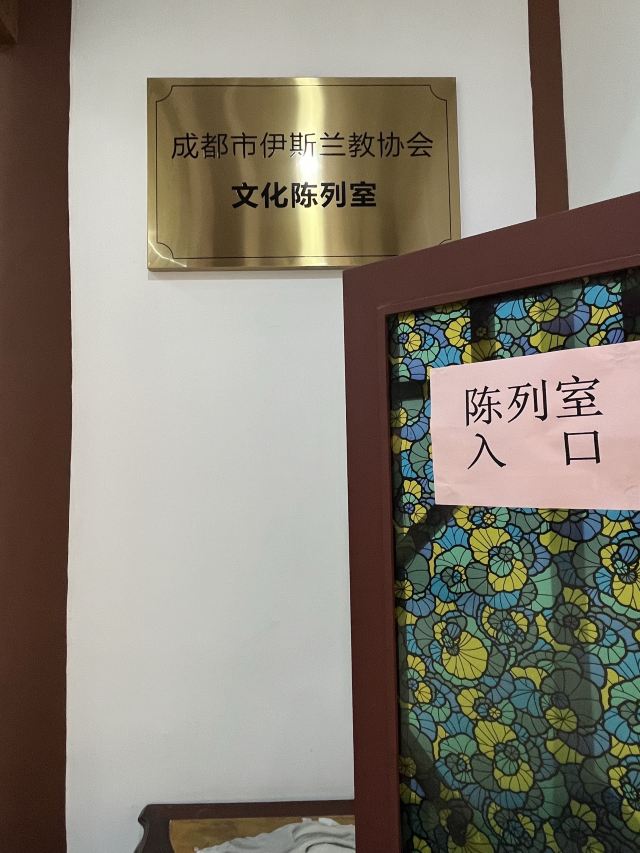 成都市伊斯兰教协会
文化陈列室
陈列室
入 口